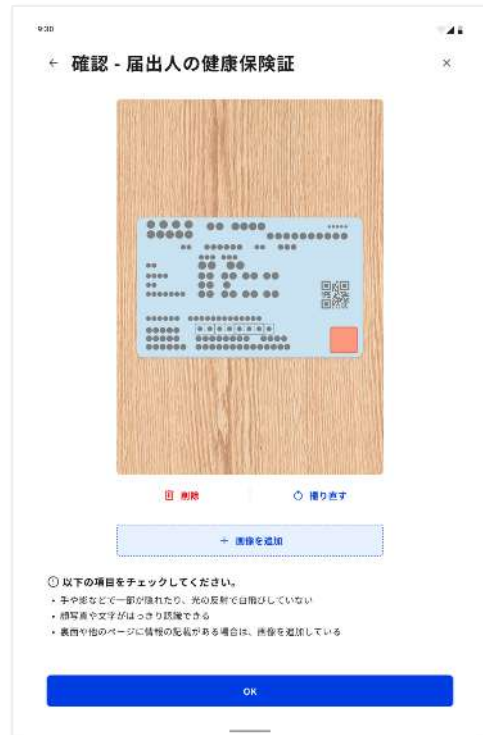 9:30
確認 - 届出人の健康保険証
削除
撮り直す
+ 画像を追加
以下の項目をチェックしてください。
・手や影などで一部が隠れたり、光の反射で白飛びしていない
・顔写真や文字がはっきり認識できる
・裏面や他のページに情報の記載がある場合は、画像を追加している
OK